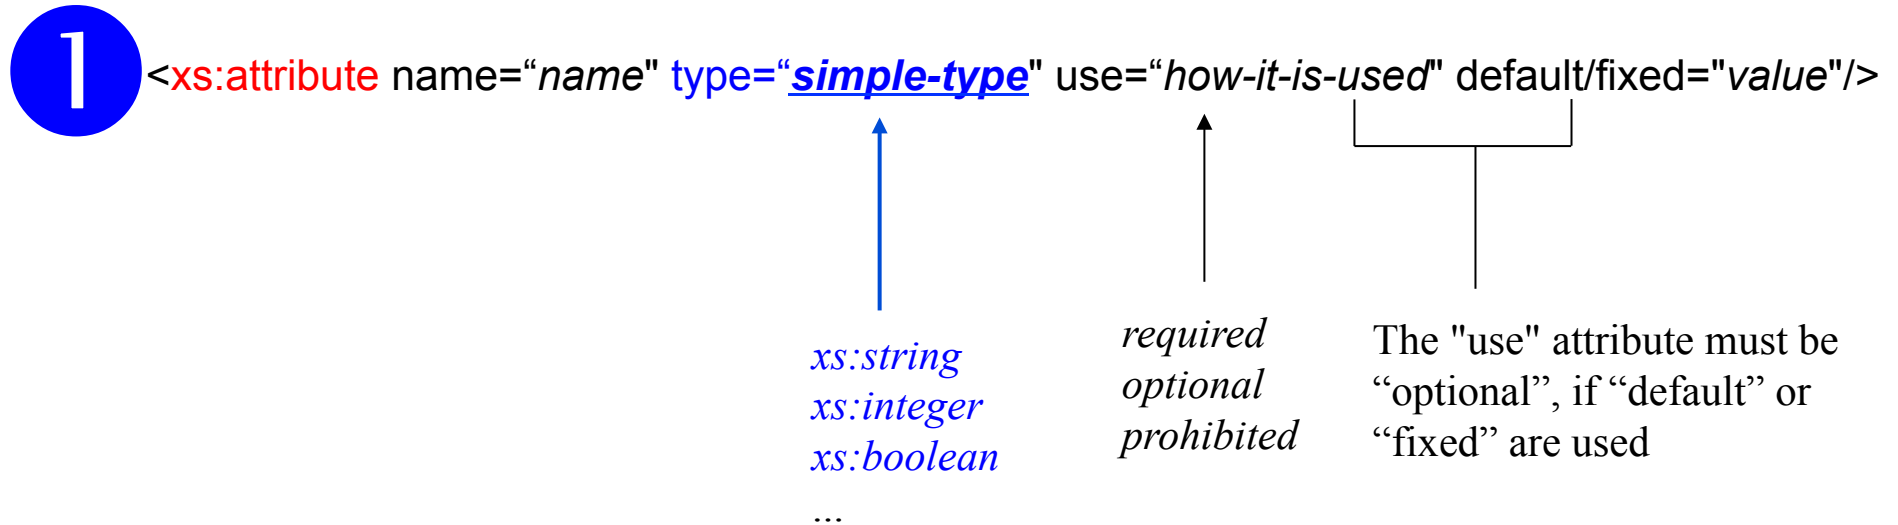 1 <xs:attribute name=“name" type=“simple-type" use=“how-it-is-used" default/fixed="value"/>
xs:string
xs:integer
xs:boolean
...
required
optional
prohibited
The "use" attribute must be
“optional”, if “default” or
“fixed” are used